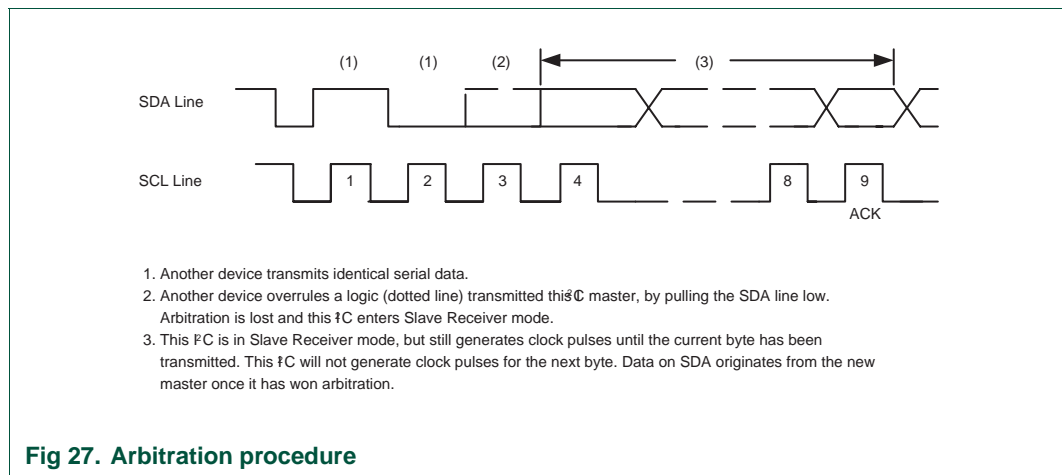 (1) (1) (2) (3)
SDA Line
SCL Line 1 2 3 4 8 9
ACK
1. Another device transmits identical serial data.
2. Another device overrules a logic (dotted line) transmitted this I²C master, by pulling the SDA line low.
Arbitration is lost and this I²C enters Slave Receiver mode.
3. This I²C is in Slave Receiver mode, but still generates clock pulses until the current byte has been
transmitted. This I²C will not generate clock pulses for the next byte. Data on SDA originates from the new
master once it has won arbitration.
Fig 27. Arbitration procedure